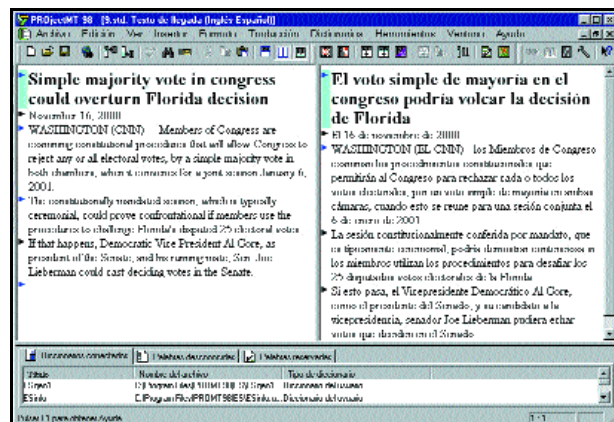 PROjectMT 98 - [9.std. Texto de llegada (Inglés Español)]
Archivo Edición Ver Insertar Formato Traducción Diccionarios Herramientas Ventana Ayuda
Simple majority vote in congress
could overturn Florida decision
November 16, 2000
WASHINGTON (CNN) Members of Congress are
examining constitutional procedures that will allow Congress to
reject any or all electoral votes, by a simple majority vote in
both chambers, when it convenes for a joint session January 6,
2001.
The constitutionally mandated session, which is typically
ceremonial, could prove confrontational if members use the
procedures to challenge Florida's disputed 25 electoral votes
If that happens, Democratic Vice President Al Gore, as
president of the Senate, and his running mate, Sen. Joe
Lieberman could cast deciding votes in the Senate.
El voto simple de mayoría en el
congreso podría volcar la decisión
de Florida
El 16 de noviembre de 2000
WASHINGTON (EL CNN) los Miembros de Congreso
examinan los procedimientos constitucionales que
permitirán al Congreso para rechazar cada o todos los
votos electorales, por un voto simple de mayoría en ambas
cámaras, cuando esto se reune para una sesión conjunta el
6 de enero de 2001
La sesión constitucionalmente conferida por mandato, que
es típicamente ceremonial, podría demostrar contenciosa si
los miembros utilizan los procedimientos para desafiar los
25 disputados votos electorales de la Florida
Si esto pasa, el Vicepresidente Democrático Al Gore,
como el presidente del Senado, y su candidato a la
vicepresidencia, senador Joe Lieberman pudiera echar
votos que deciden en el Senado
Diccionarios conectados Palabras desconocidas Palabras reservadas
Título Nombre del archivo Tipo de diccionario
Diccionario del usuario
ESinfo Diccionario del usuario
Pulsar F1 para obtener Ayuda 1:1